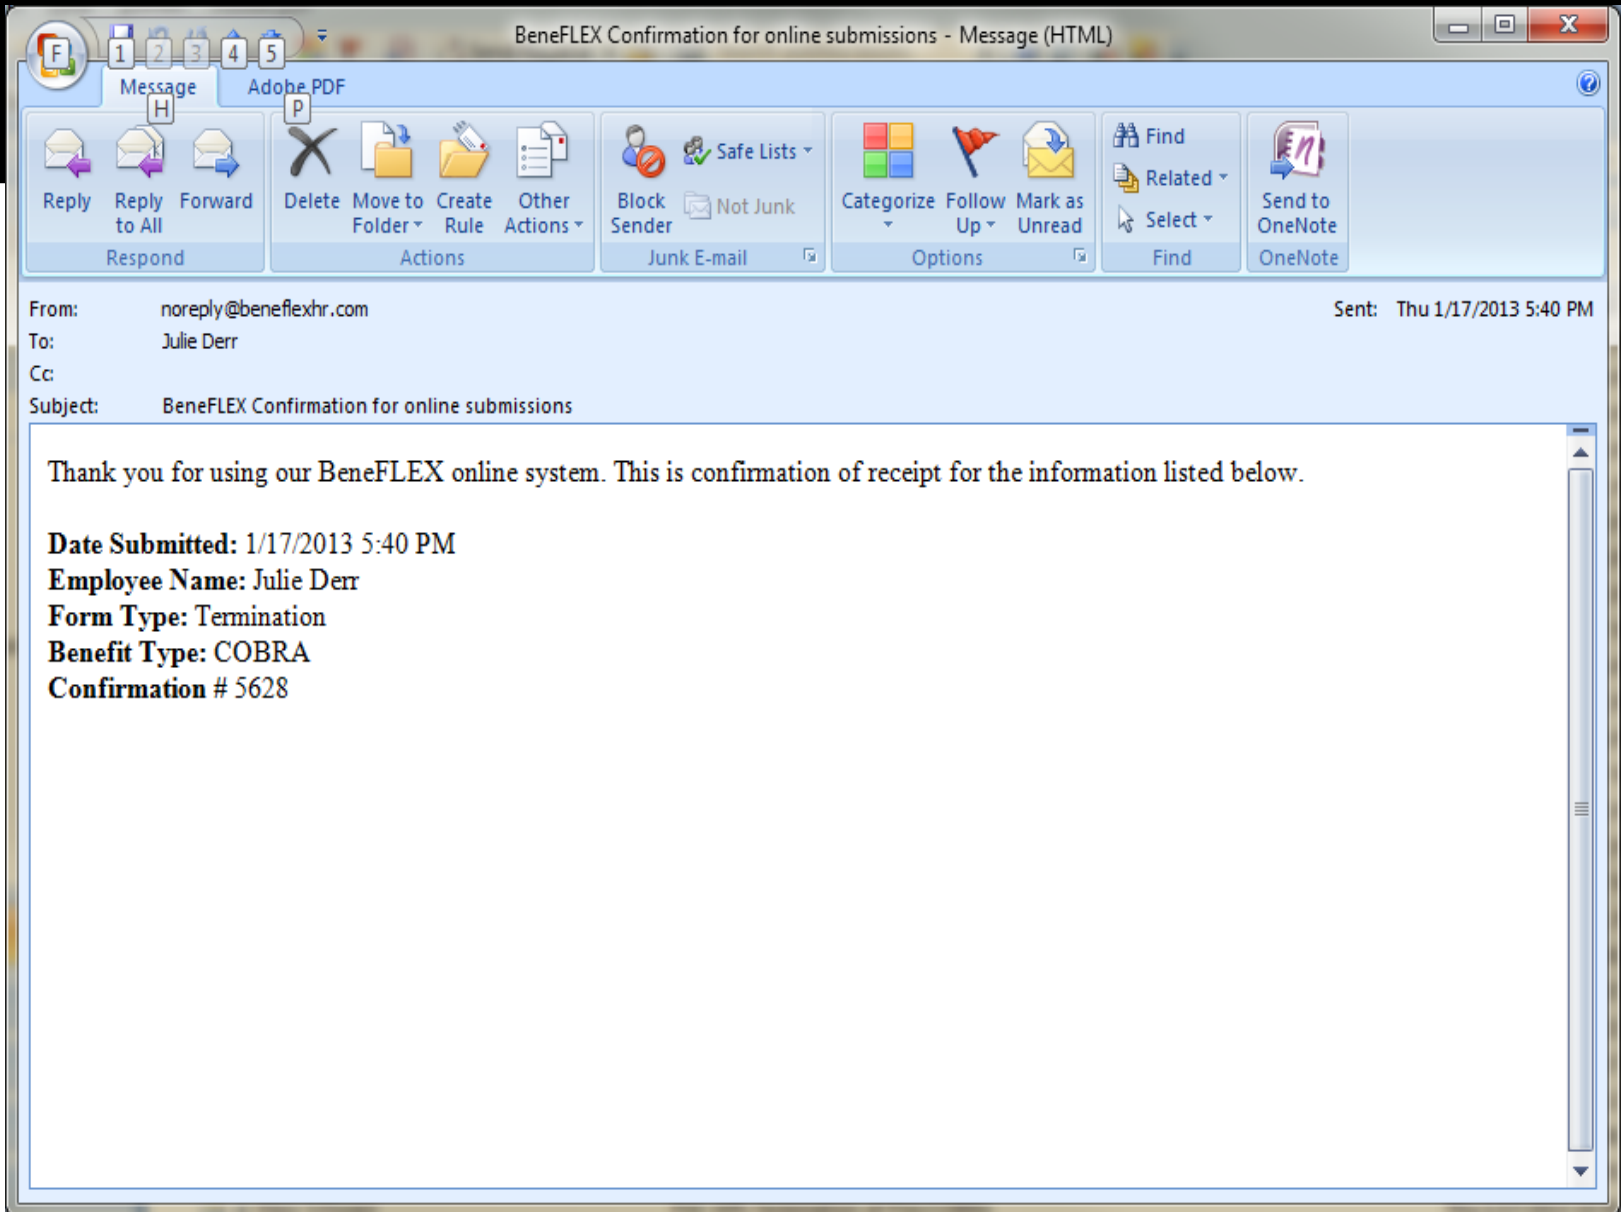 BeneFLEX Confirmation for online submissions - Message (HTML)
F 1 2 3 4 5
Message Adobe PDF
H P
Reply Reply to All Forward
Respond
Delete Move to Folder Create Rule Other Actions
Actions
Block Sender Safe Lists Not Junk
Junk E-mail
Categorize Follow Up Mark as Unread
Options
Find
Related
Select
Find
Send to OneNote
OneNote
From: noreply@beneflexhr.com Sent: Thu 1/17/2013 5:40 PM
To: Julie Derr
Cc:
Subject: BeneFLEX Confirmation for online submissions
Thank you for using our BeneFLEX online system. This is confirmation of receipt for the information listed below.
Date Submitted: 1/17/2013 5:40 PM
Employee Name: Julie Derr
Form Type: Termination
Benefit Type: COBRA
Confirmation # 5628